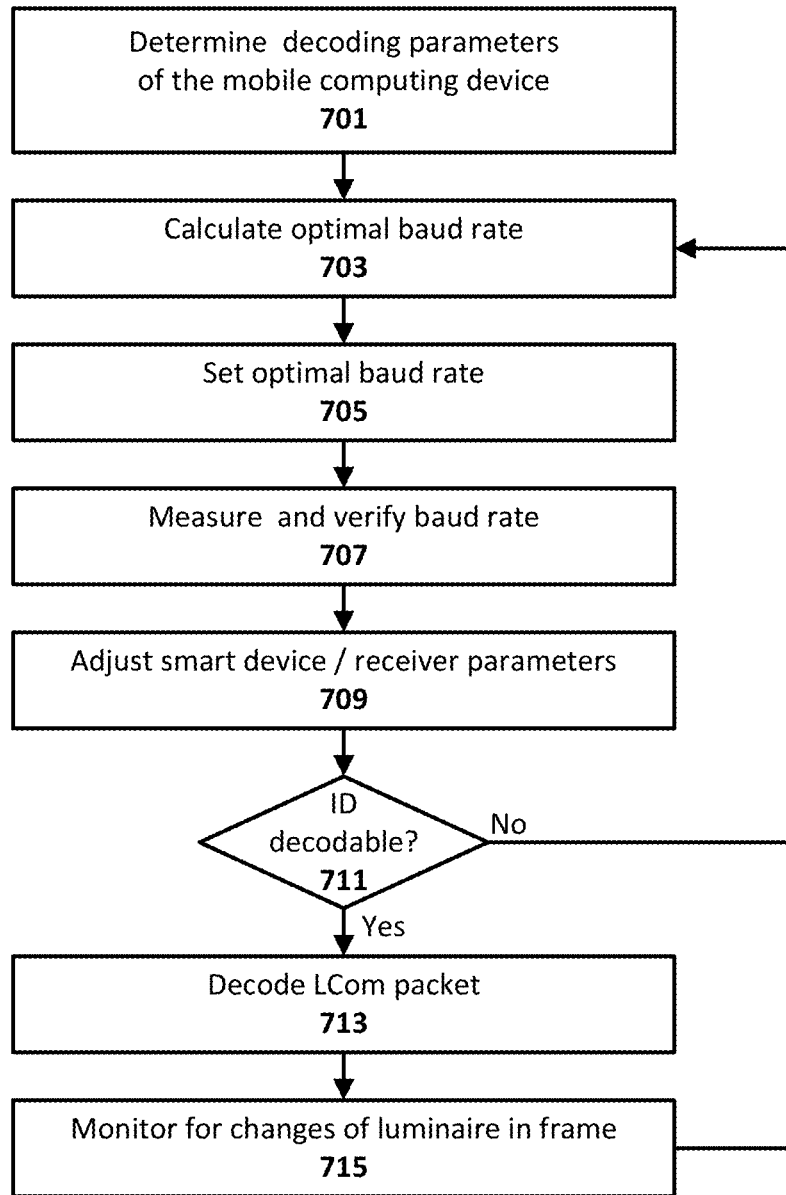 Determine decoding parameters
of the mobile computing device
701
Calculate optimal baud rate
703
Set optimal baud rate
705
Measure and verify baud rate
707
Adjust smart device / receiver parameters
709
ID
decodable?
711
No
Yes
Decode LCom packet
713
Monitor for changes of luminaire in frame
715